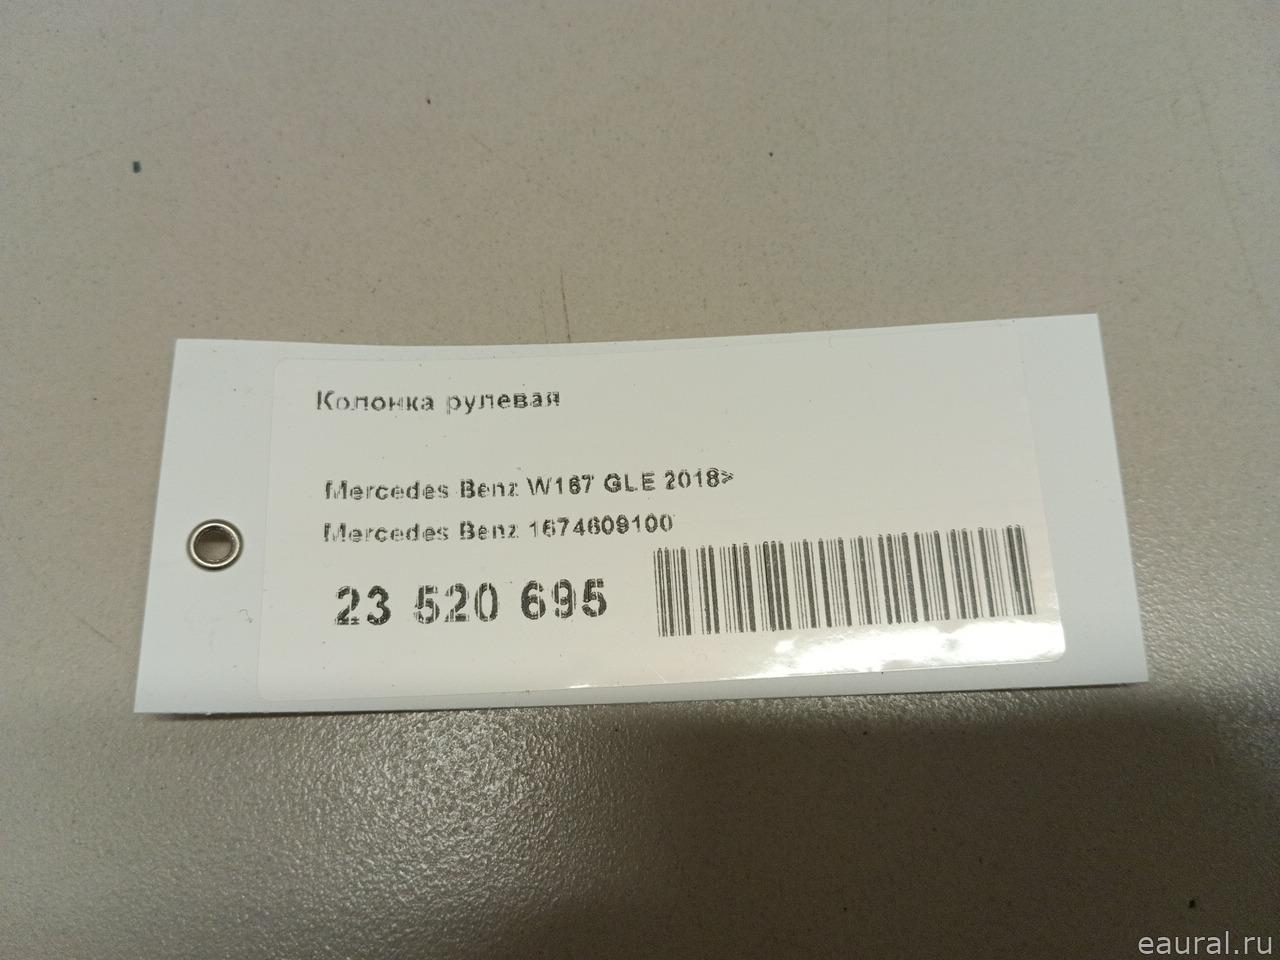 Колонка рулевая
Mercedes Benz W167 GLE 2018>
Mercedes Benz 1674609100
23 520 695
eaural.ru